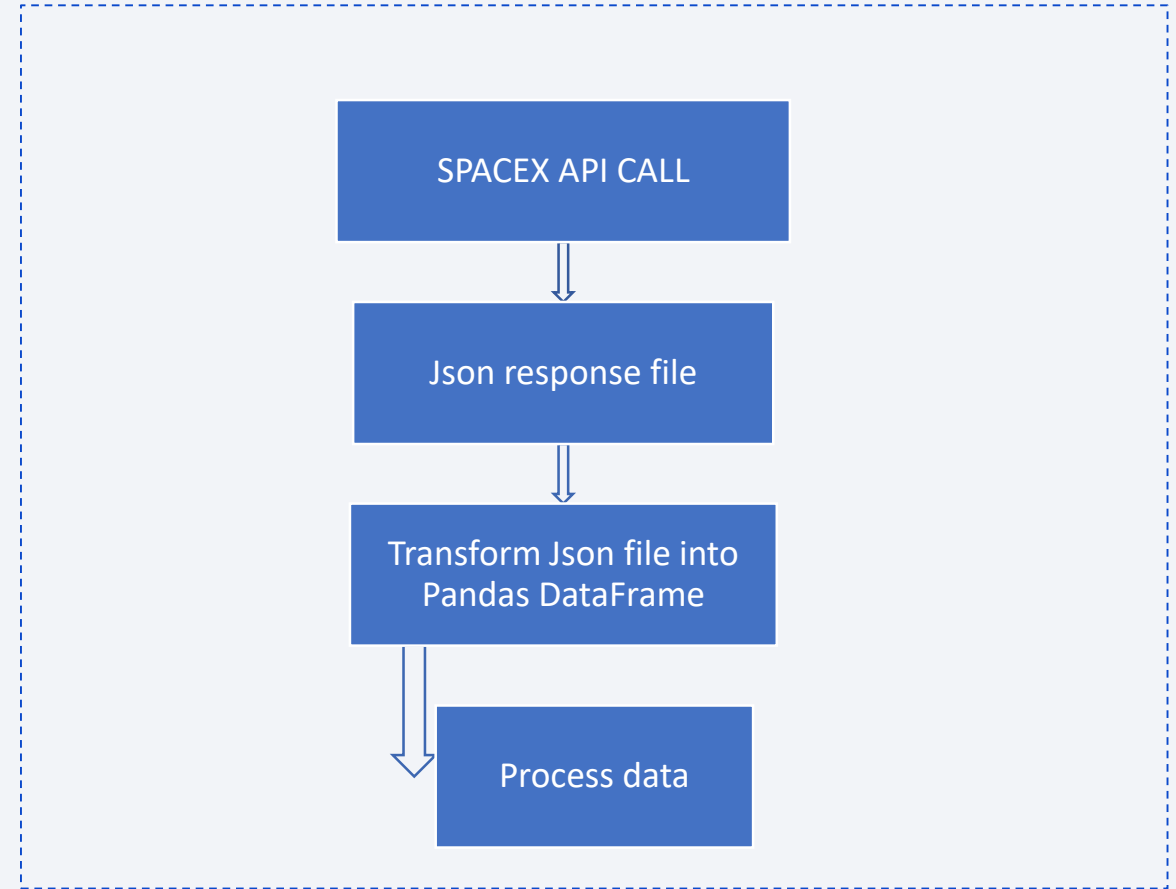 SPACEX API CALL
Json response file
Transform Json file into
Pandas DataFrame
Process data